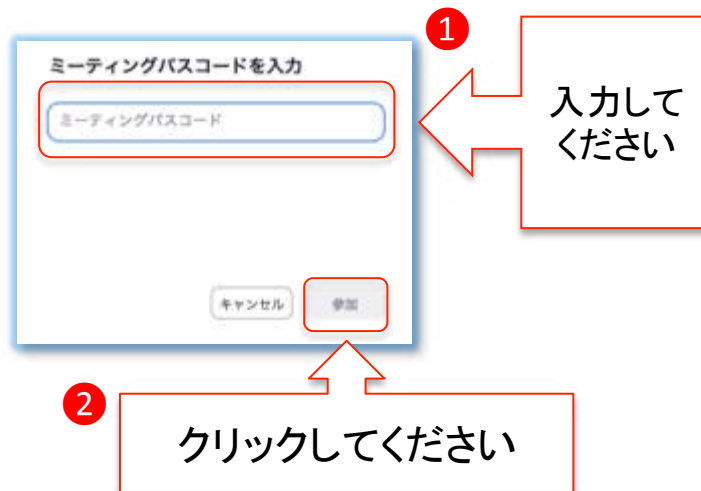 1
ミーティングパスコードを入力
ミーティングパスコード
入力して
ください
キャンセル
参加
2
クリックしてください